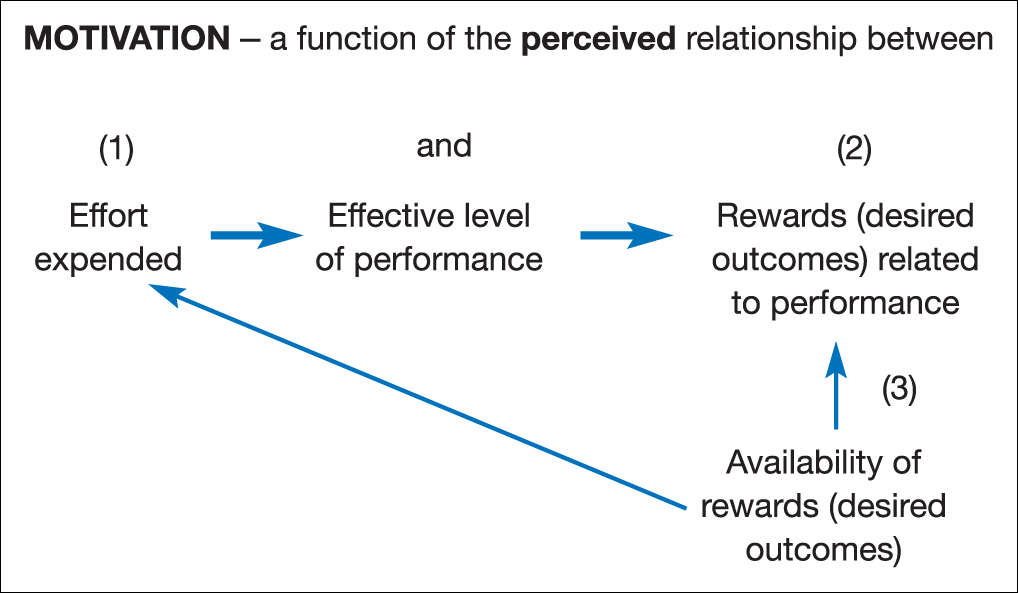 MOTIVATION – a function of the perceived relationship between
(1)
and
(2)
Effort
expended
Effective level
of performance
Rewards (desired
outcomes) related
to performance
(3)
Availability of
rewards (desired
outcomes)